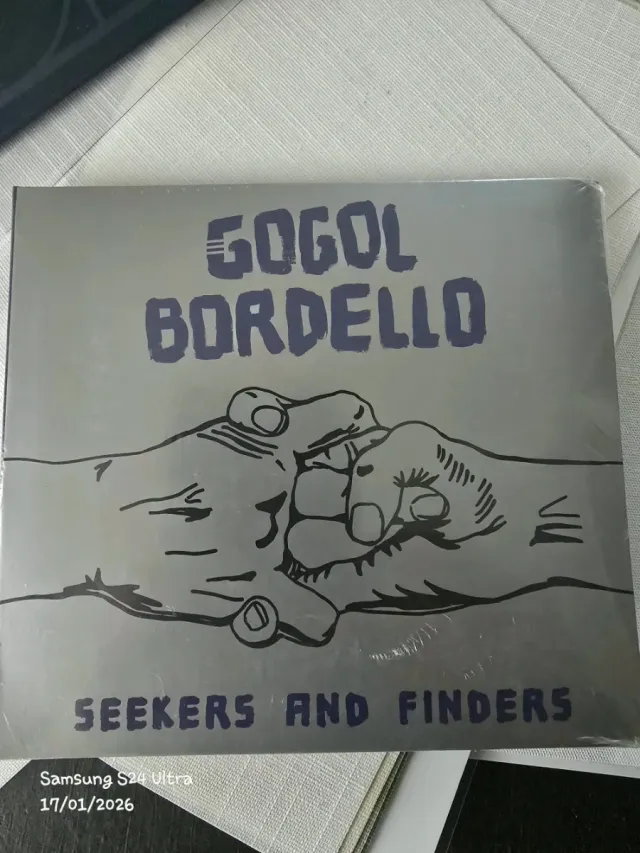 GOGOL
BORDELLO
SEEKERS AND FINDERS
Samsung S24 Ultra
17/01/2026